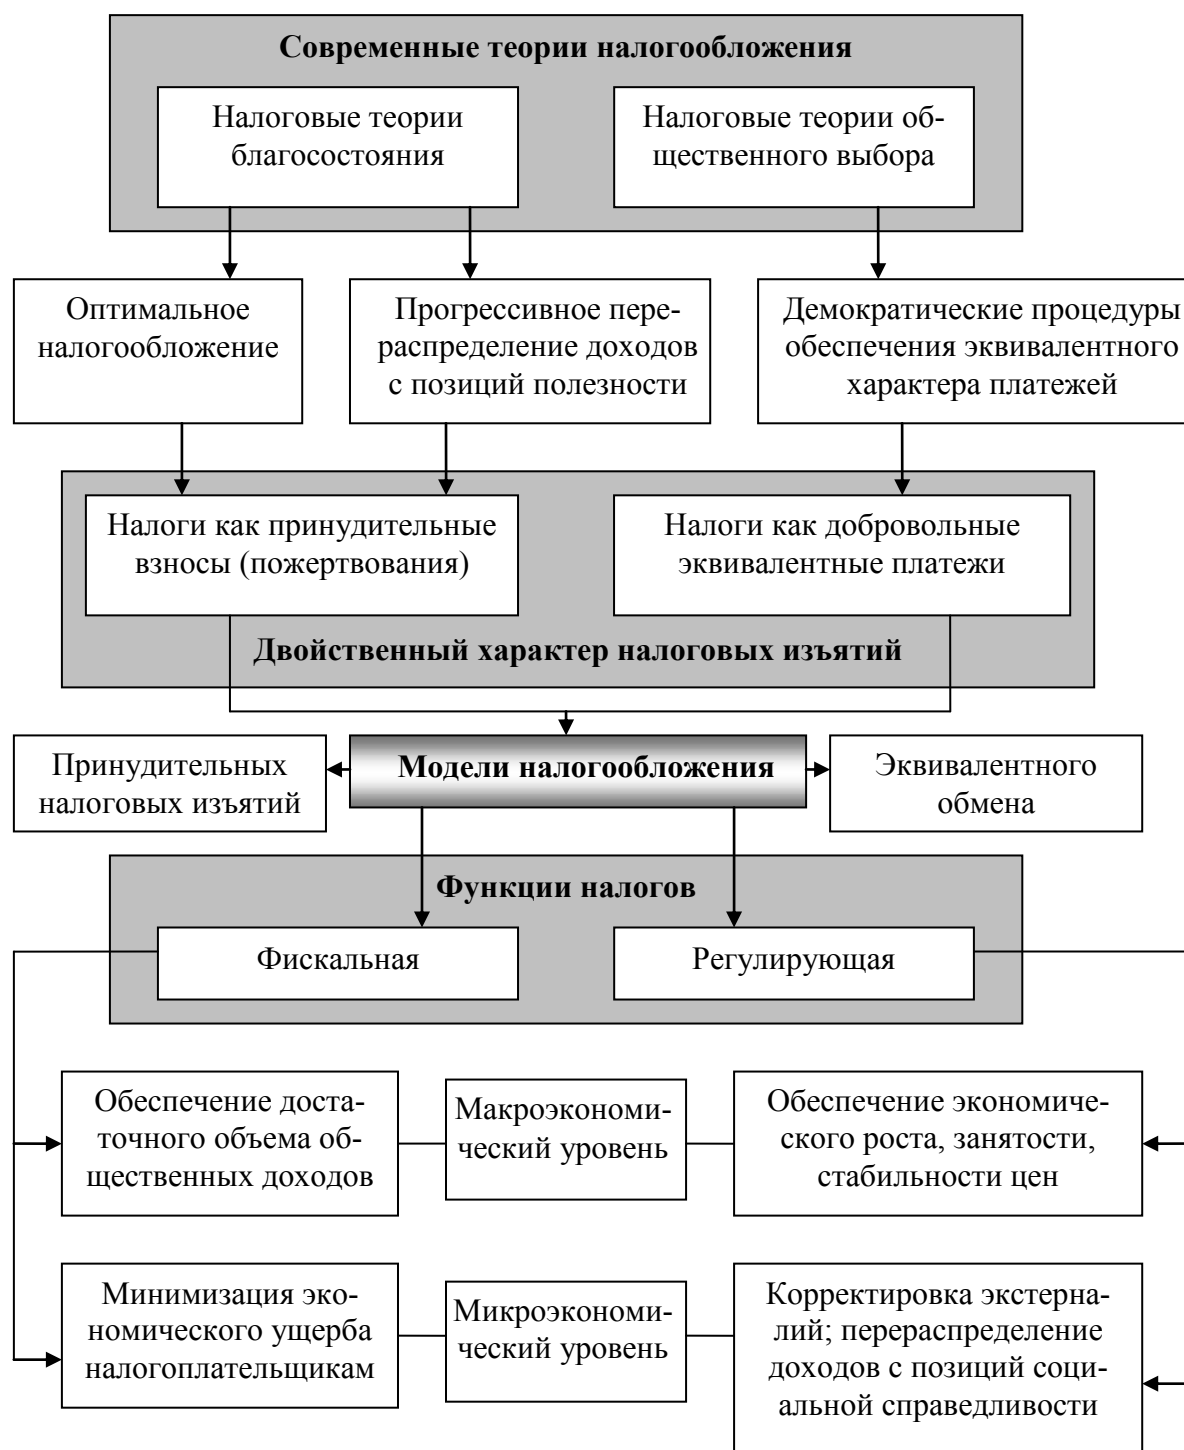 Современные теории налогообложения
Налоговые теории
благосостояния
Налоговые теории об-
щественного выбора
Оптимальное
налогообложение
Прогрессивное пере-
распределение доходов
с позиций полезности
Демократические процедуры
обеспечения эквивалентного
характера платежей
Налоги как принудительные
взносы (пожертвования)
Налоги как добровольные
эквивалентные платежи
Двойственный характер налоговых изъятий
Принудительных
налоговых изъятий
Модели налогообложения
Эквивалентного
обмена
Функции налогов
Фискальная
Регулирующая
Обеспечение доста-
точного объема об-
щественных доходов
Макроэкономи-
ческий уровень
Обеспечение экономиче-
ского роста, занятости,
стабильности цен
Минимизация эко-
номического ущерба
налогоплательщикам
Микроэкономи-
ческий уровень
Корректировка экстерна-
лий; перераспределение
доходов с позиций соци-
альной справедливости